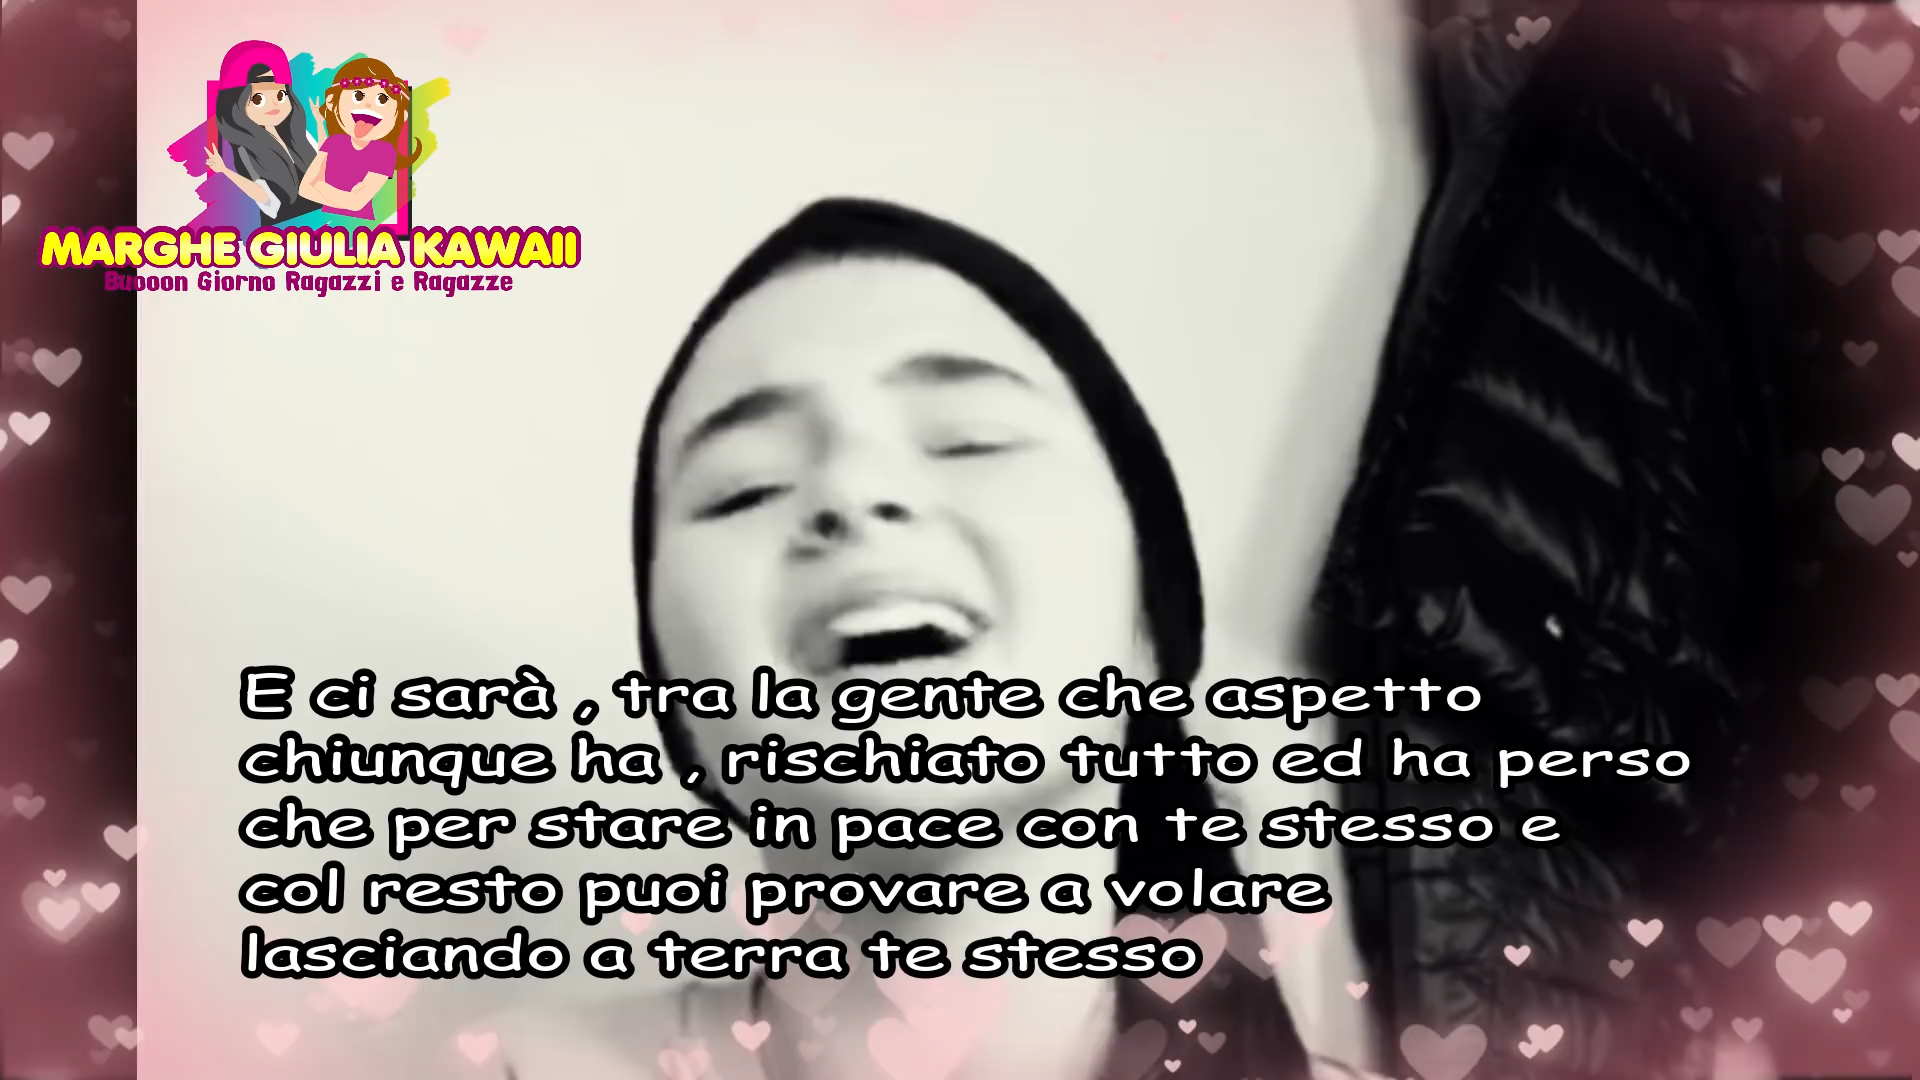 MARGHE GIULIA KAWAII
Buooon Giorno Ragazzi e Ragazze
E ci sarà , tra la gente che aspetto
chiunque ha , rischiato tutto ed ha perso
che per stare in pace con te stesso e
col resto puoi provare a volare
lasciando a terra te stesso